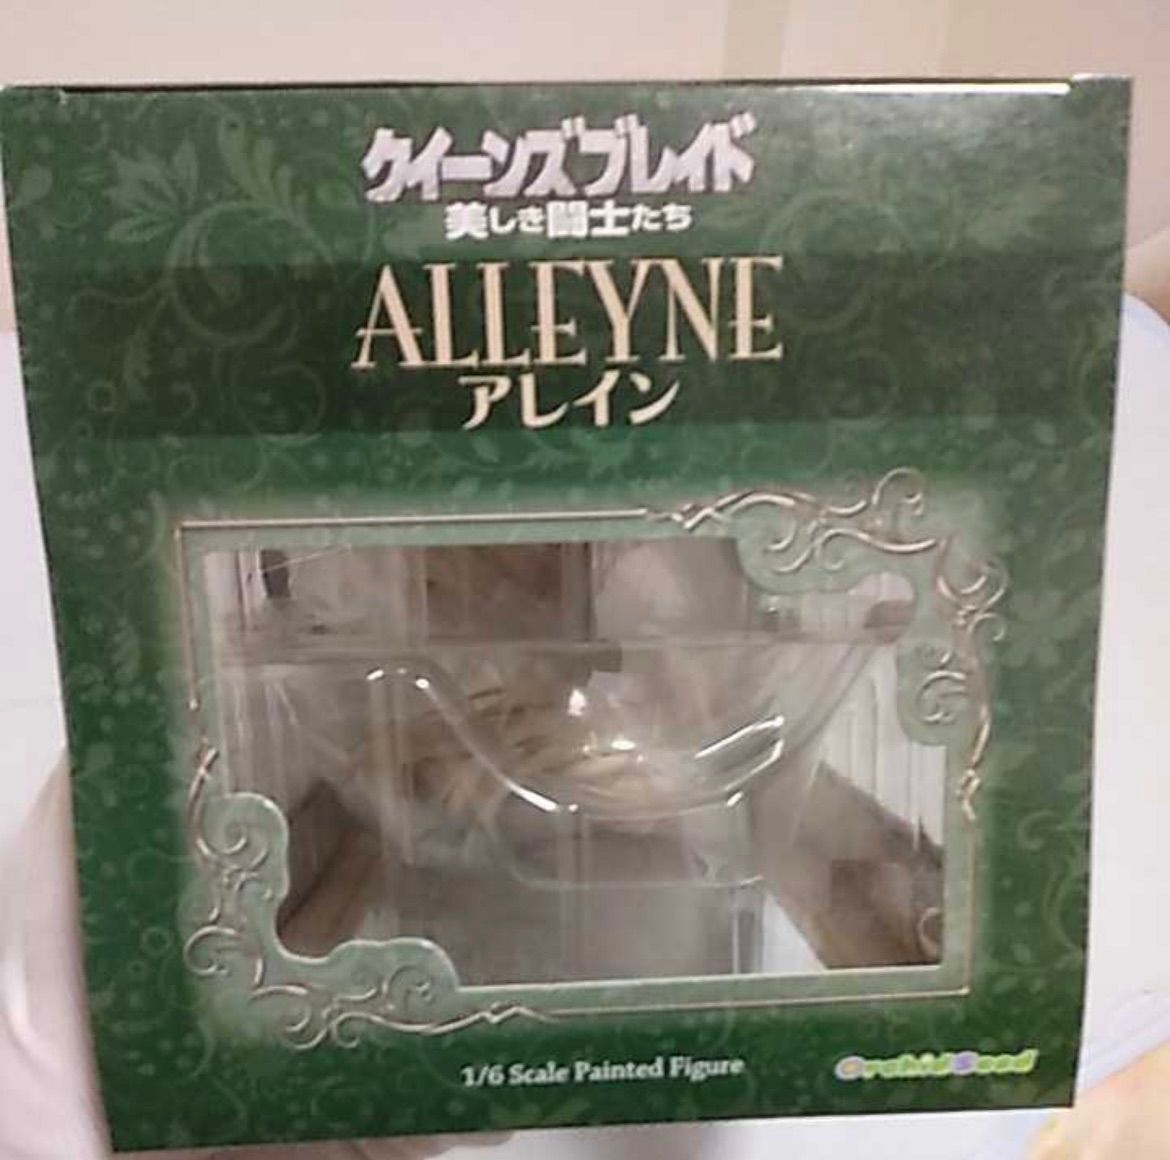 クイーンズブレイド
美しき闘士たち
ALLEYNE
アレイン
1/6 Scale Painted Figure
OrchidSeed